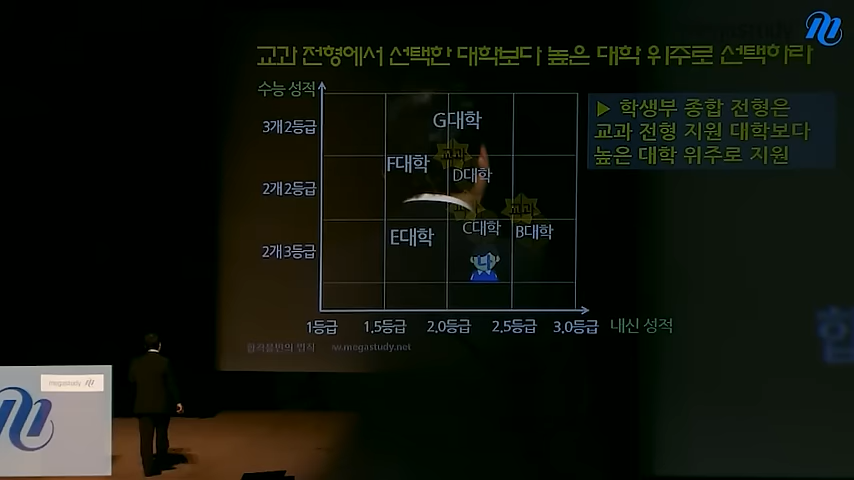 교과 전형에서 선택한 대학보다 높은 대학 위주로 선택하라
수능 성적
▶ 학생부 종합 전형은
교과 전형 지원 대학보다
높은 대학 위주로 지원
3개 2등급
G대학
교과
F대학
D대학
2개 2등급
교과
C대학
B대학
E대학
2개 3등급
나
1등급
1.5등급
2.0등급
2.5등급
3.0등급
내신 성적
합격불변의 법칙
w.megastudy.net
megastudy
합